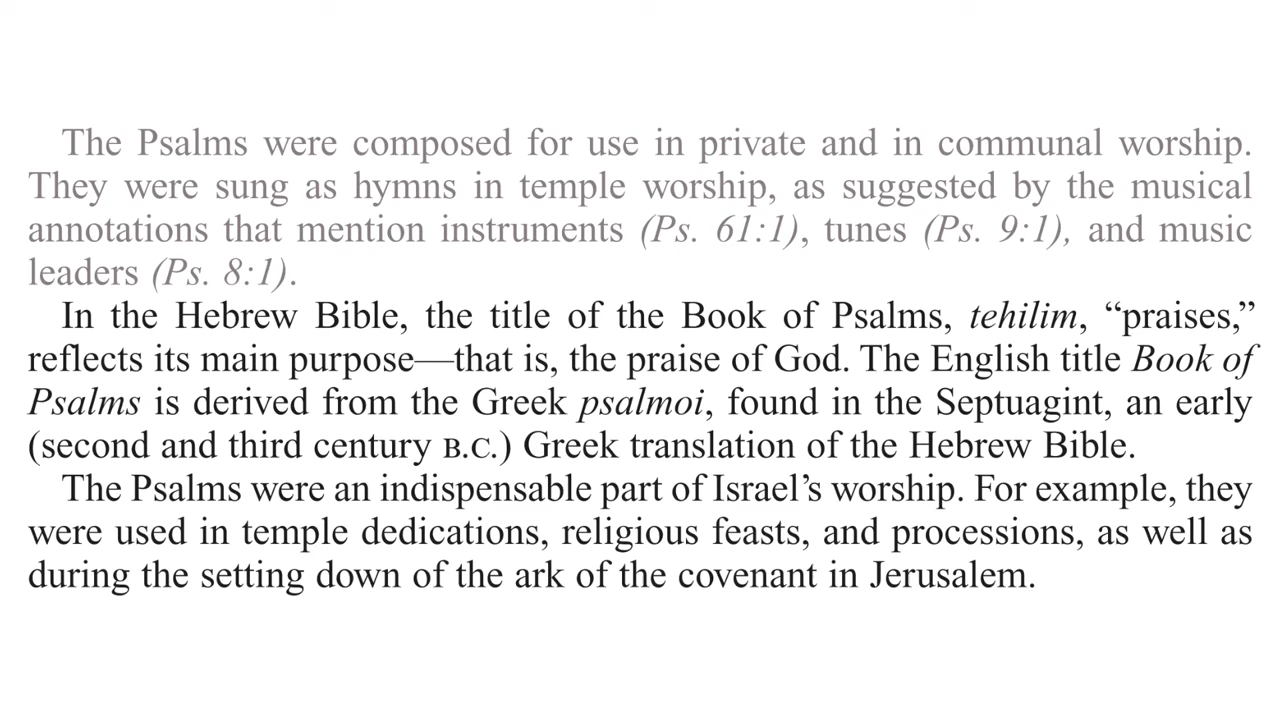 The Psalms were composed for use in private and in communal worship.
They were sung as hymns in temple worship, as suggested by the musical
annotations that mention instruments (Ps. 61:1), tunes (Ps. 9:1), and music
leaders (Ps. 8:1).
In the Hebrew Bible, the title of the Book of Psalms, tehilim, “praises,”
reflects its main purpose—that is, the praise of God. The English title Book of
Psalms is derived from the Greek psalmoi, found in the Septuagint, an early
(second and third century B.C.) Greek translation of the Hebrew Bible.
The Psalms were an indispensable part of Israel’s worship. For example, they
were used in temple dedications, religious feasts, and processions, as well as
during the setting down of the ark of the covenant in Jerusalem.